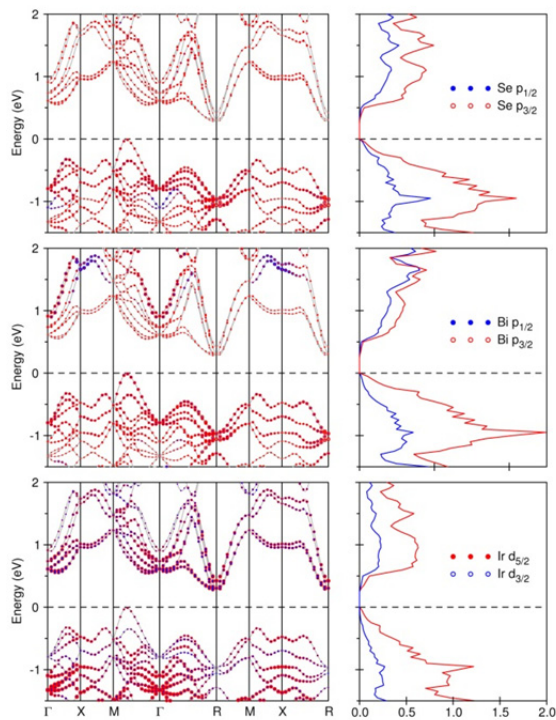 2
1
0
-1
Energy (eV)
Se p1/2
Se p3/2
2
1
0
-1
Energy (eV)
Bi p1/2
Bi p3/2
2
1
0
-1
Energy (eV)
Γ X M Γ R M X R
Ir d5/2
Ir d3/2
0.0 0.5 1.0 1.5 2.0